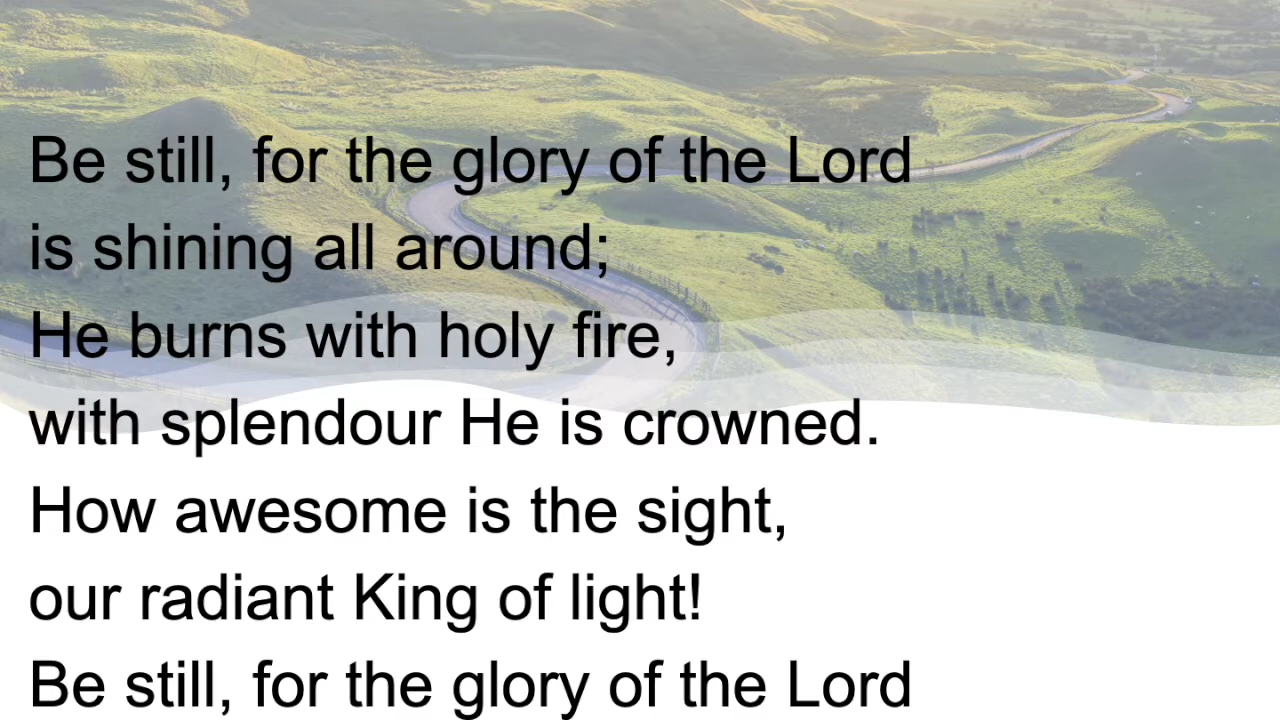 Be still, for the glory of the Lord
is shining all around;
He burns with holy fire,
with splendour He is crowned.
How awesome is the sight,
our radiant King of light!
Be still, for the glory of the Lord